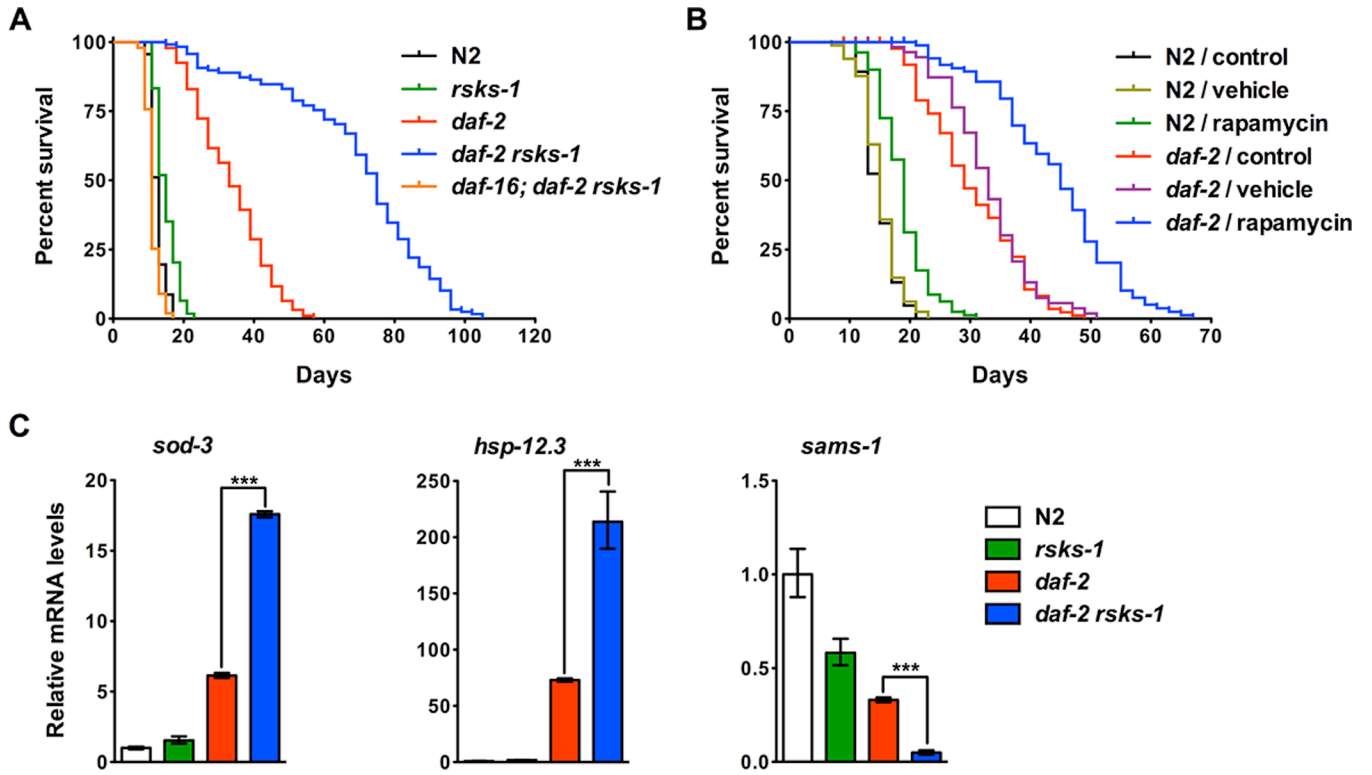 A
Percent survival
100
75
50
25
0
0 20 40 60 80 100 120
Days
N2
rsks-1
daf-2
daf-2 rsks-1
daf-16; daf-2 rsks-1
B
Percent survival
100
75
50
25
0
0 10 20 30 40 50 60 70
Days
N2 / control
N2 / vehicle
N2 / rapamycin
daf-2 / control
daf-2 / vehicle
daf-2 / rapamycin
C
Relative mRNA levels
sod-3
20
15
10
5
0
***
hsp-12.3
250
200
150
100
50
0
***
sams-1
1.5
1.0
0.5
0.0
***
N2
rsks-1
daf-2
daf-2 rsks-1